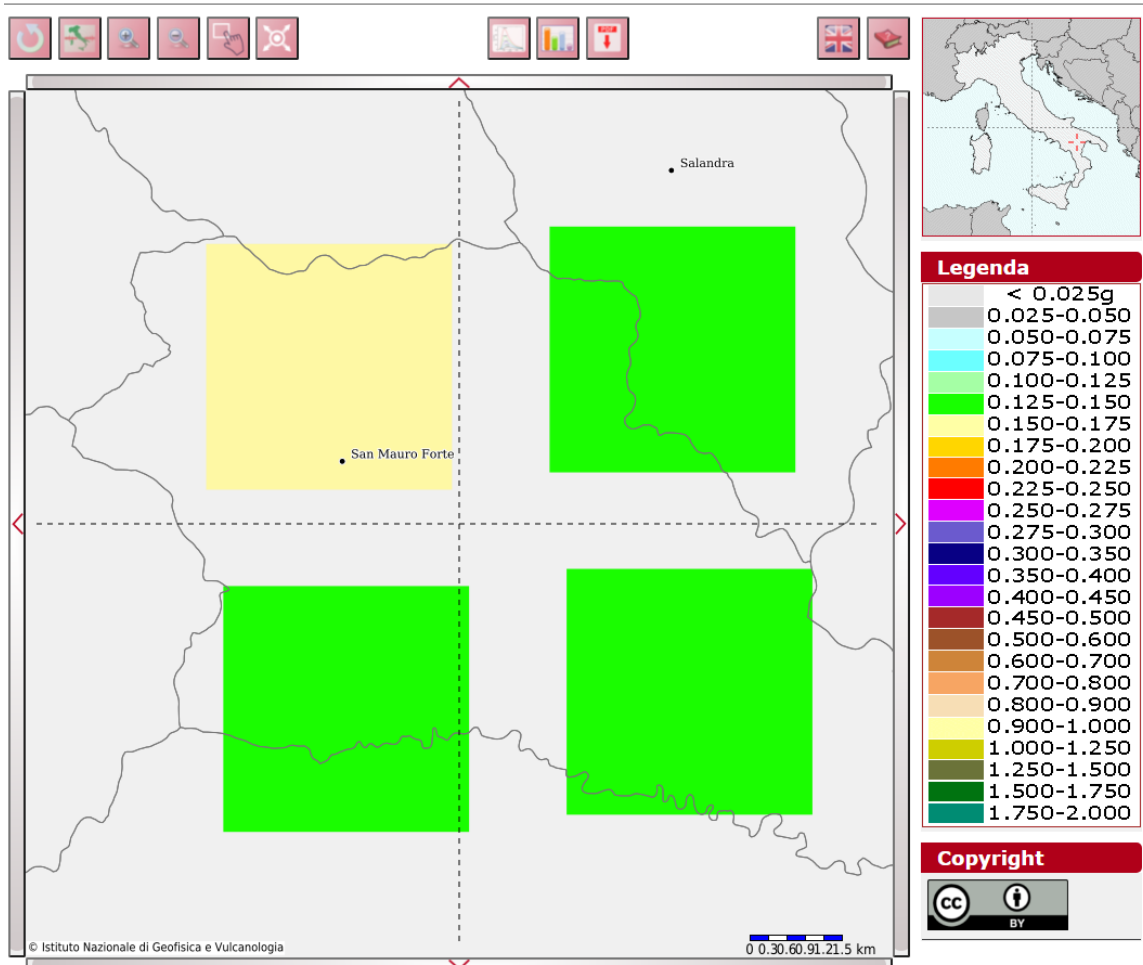 PDF
Salandra
San Mauro Forte
© Istituto Nazionale di Geofisica e Vulcanologia
0 0.30.60.91.21.5 km
Legenda
< 0.025g
0.025-0.050
0.050-0.075
0.075-0.100
0.100-0.125
0.125-0.150
0.150-0.175
0.175-0.200
0.200-0.225
0.225-0.250
0.250-0.275
0.275-0.300
0.300-0.350
0.350-0.400
0.400-0.450
0.450-0.500
0.500-0.600
0.600-0.700
0.700-0.800
0.800-0.900
0.900-1.000
1.000-1.250
1.250-1.500
1.500-1.750
1.750-2.000
Copyright
cc
BY